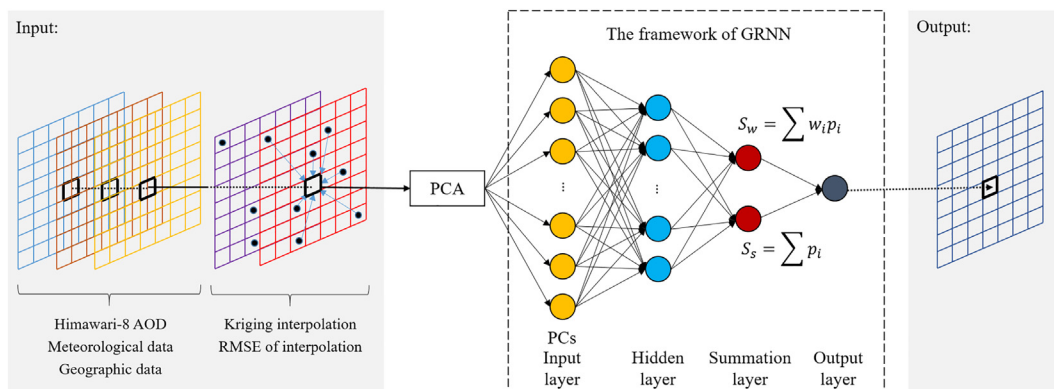 Input:
The framework of GRNN
Output:
S_w = ∑ w_i p_i
PCA
⋮
⋮
S_s = ∑ p_i
Himawari-8 AOD
Meteorological data
Geographic data
Kriging interpolation
RMSE of interpolation
PCs
Input
layer
Hidden
layer
Summation
layer
Output
layer